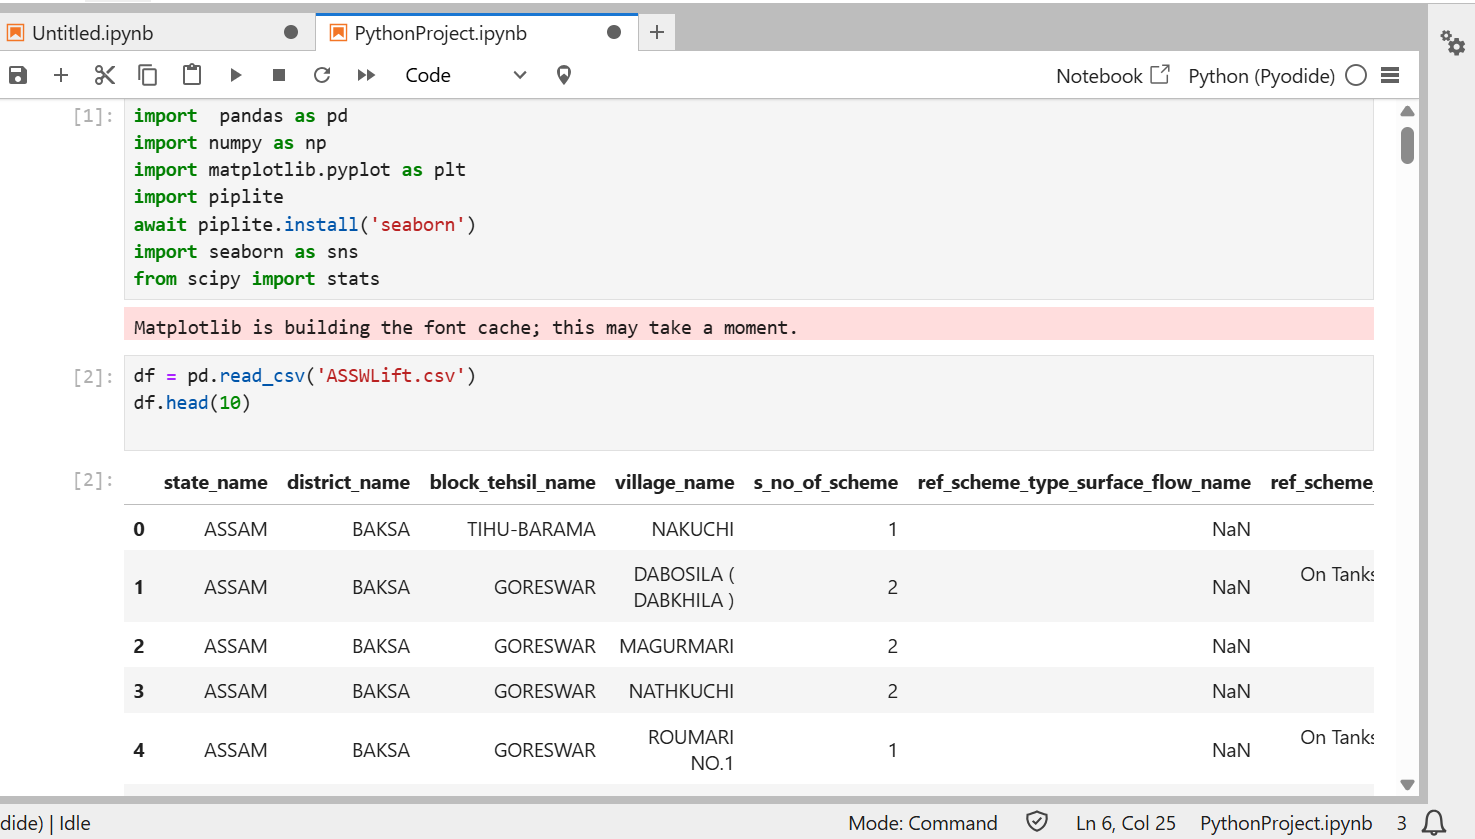 Untitled.ipynb
PythonProject.ipynb
Code
Notebook
Python (Pyodide)
[1]:
import  pandas as pd
import numpy as np
import matplotlib.pyplot as plt
import piplite
await piplite.install('seaborn')
import seaborn as sns
from scipy import stats
Matplotlib is building the font cache; this may take a moment.
[2]:
df = pd.read_csv('ASSWLift.csv')
df.head(10)
[2]:
state_name district_name block_tehsil_name village_name s_no_of_scheme ref_scheme_type_surface_flow_name ref_scheme_
0 ASSAM BAKSA TIHU-BARAMA NAKUCHI 1 NaN
1 ASSAM BAKSA GORESWAR DABOSILA ( DABKHILA ) 2 NaN On Tanks
2 ASSAM BAKSA GORESWAR MAGURMARI 2 NaN
3 ASSAM BAKSA GORESWAR NATHKUCHI 2 NaN
4 ASSAM BAKSA GORESWAR ROUMARI NO.1 1 NaN On Tanks
dide) | Idle
Mode: Command
Ln 6, Col 25
PythonProject.ipynb
3